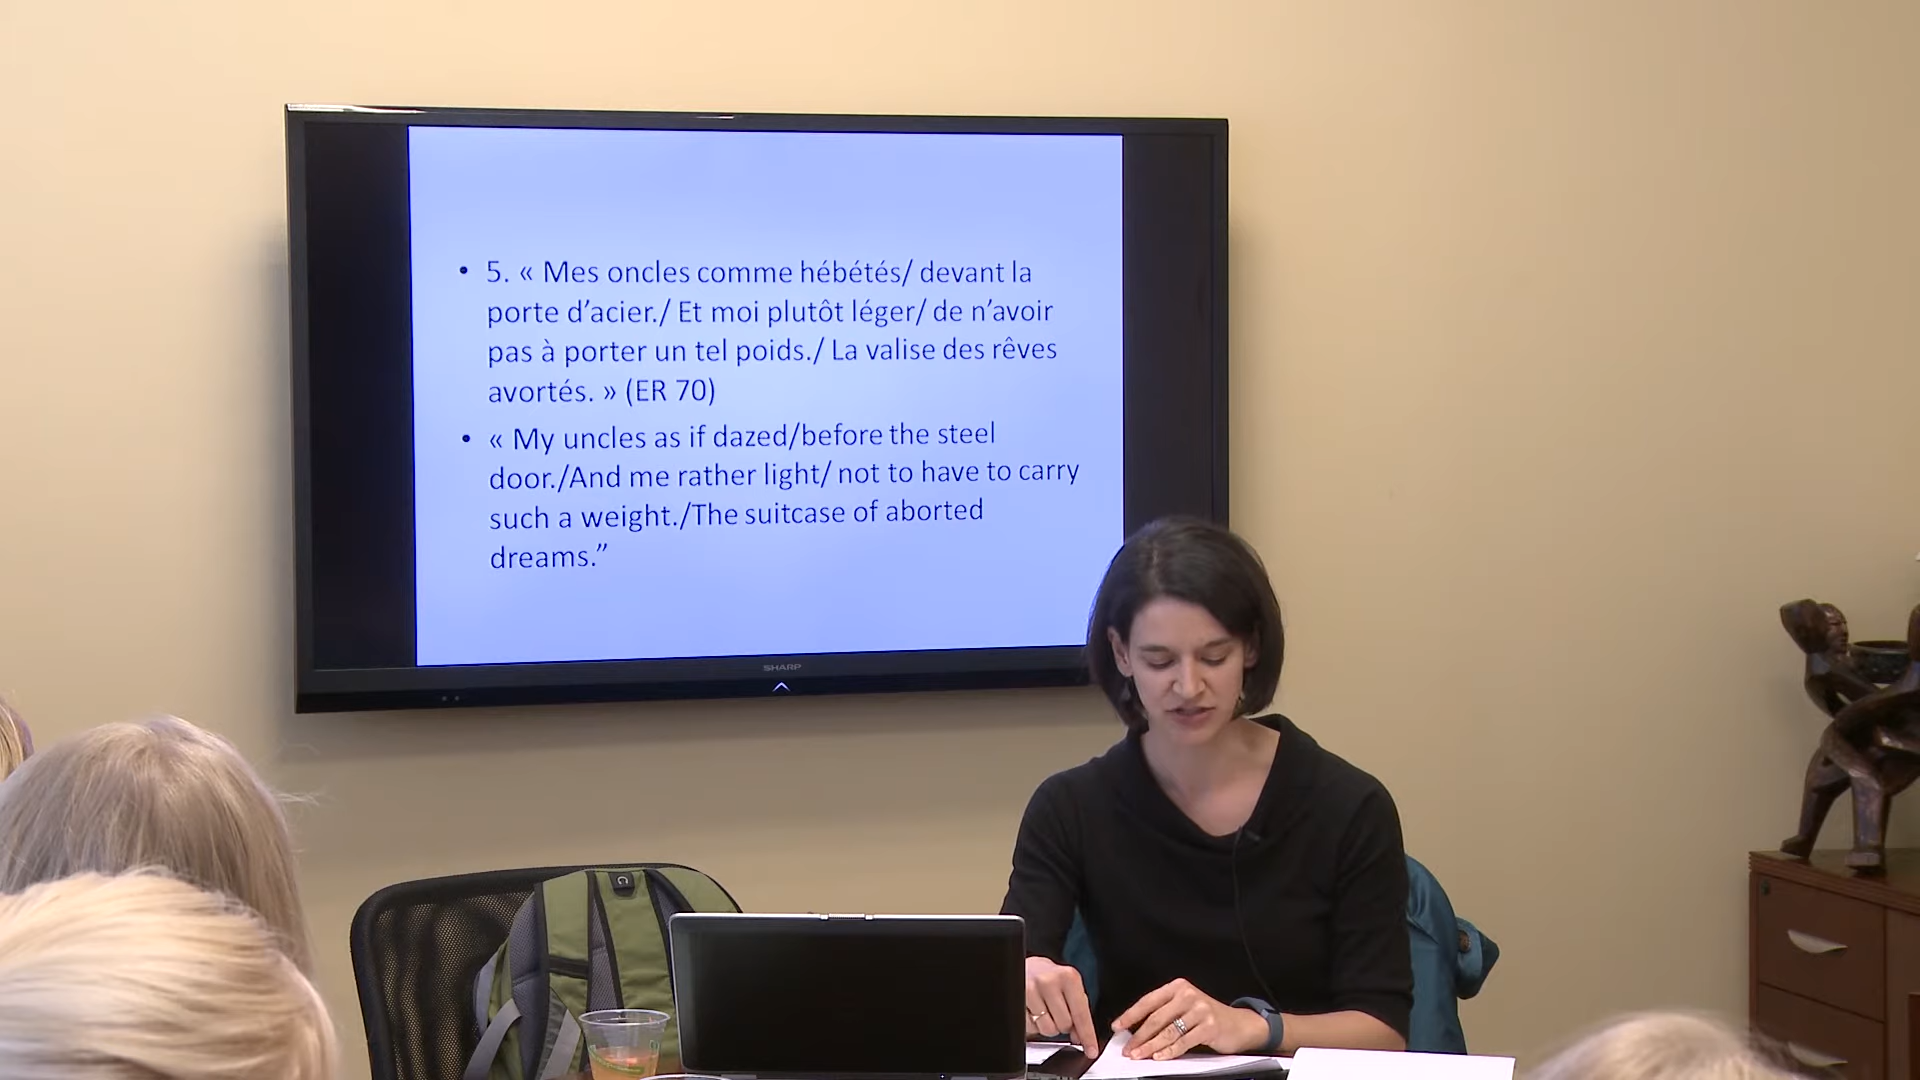 • 5. « Mes oncles comme hébétés/ devant la
porte d’acier./ Et moi plutôt léger/ de n’avoir
pas à porter un tel poids./ La valise des rêves
avortés. » (ER 70)
• « My uncles as if dazed/before the steel
door./And me rather light/ not to have to carry
such a weight./The suitcase of aborted
dreams.”
SHARP